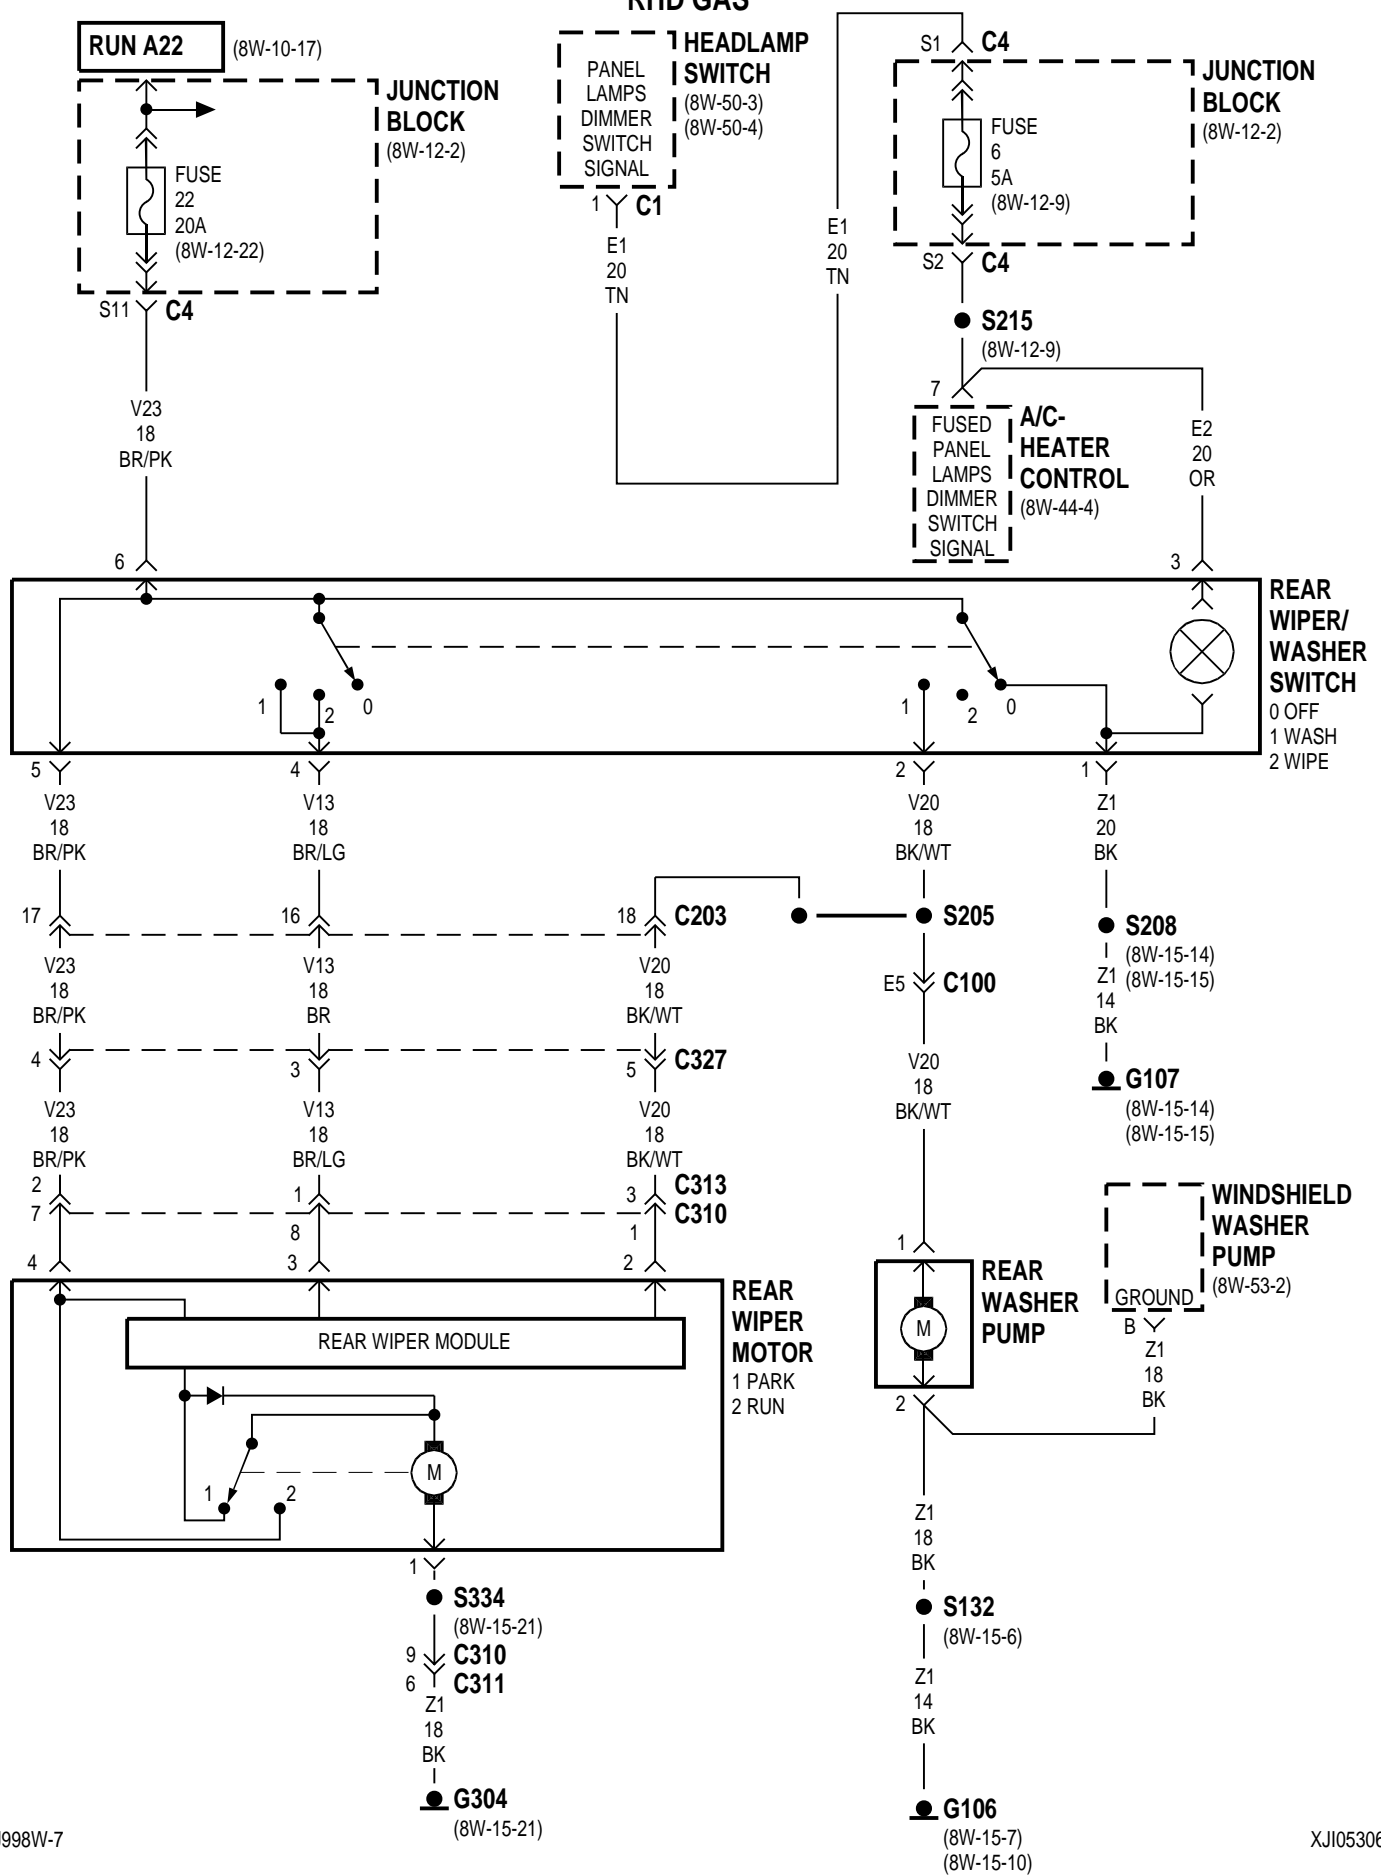 RHD GAS
RUN A22
(8W-10-17)
JUNCTION
BLOCK
(8W-12-2)
FUSE
22
20A
(8W-12-22)
S11
C4
V23
18
BR/PK
6
PANEL
LAMPS
DIMMER
SWITCH
SIGNAL
HEADLAMP
SWITCH
(8W-50-3)
(8W-50-4)
1
C1
E1
20
TN
E1
20
TN
S1
C4
JUNCTION
BLOCK
(8W-12-2)
FUSE
6
5A
(8W-12-9)
S2
C4
S215
(8W-12-9)
7
FUSED
PANEL
LAMPS
DIMMER
SWITCH
SIGNAL
A/C-
HEATER
CONTROL
(8W-44-4)
E2
20
OR
3
REAR
WIPER/
WASHER
SWITCH
0 OFF
1 WASH
2 WIPE
1
2
0
1
2
0
5
4
2
1
V23
18
BR/PK
V13
18
BR/LG
V20
18
BK/WT
Z1
20
BK
17
16
18
C203
S205
S208
(8W-15-14)
(8W-15-15)
V23
18
BR/PK
V13
18
BR
V20
18
BK/WT
E5
C100
Z1
14
BK
4
3
5
C327
V20
18
BK/WT
G107
(8W-15-14)
(8W-15-15)
V23
18
BR/PK
V13
18
BR/LG
V20
18
BK/WT
2
1
3
C313
7
8
1
C310
4
3
2
REAR
WIPER
MOTOR
1 PARK
2 RUN
REAR WIPER MODULE
1
2
M
1
S334
(8W-15-21)
9
C310
6
C311
Z1
18
BK
G304
(8W-15-21)
1
M
REAR
WASHER
PUMP
2
WINDSHIELD
WASHER
PUMP
(8W-53-2)
GROUND
B
Z1
18
BK
Z1
18
BK
S132
(8W-15-6)
Z1
14
BK
G106
(8W-15-7)
(8W-15-10)
J998W-7
XJI05306